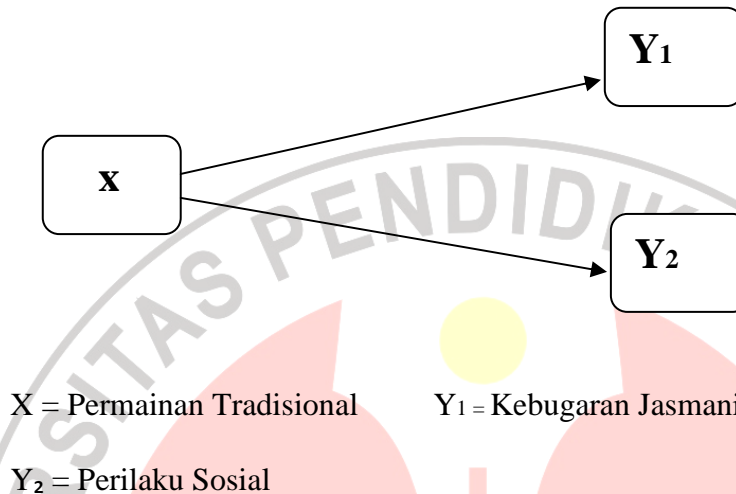 Y1
x
Y2
X = Permainan Tradisional Y1 = Kebugaran Jasmani
Y2 = Perilaku Sosial